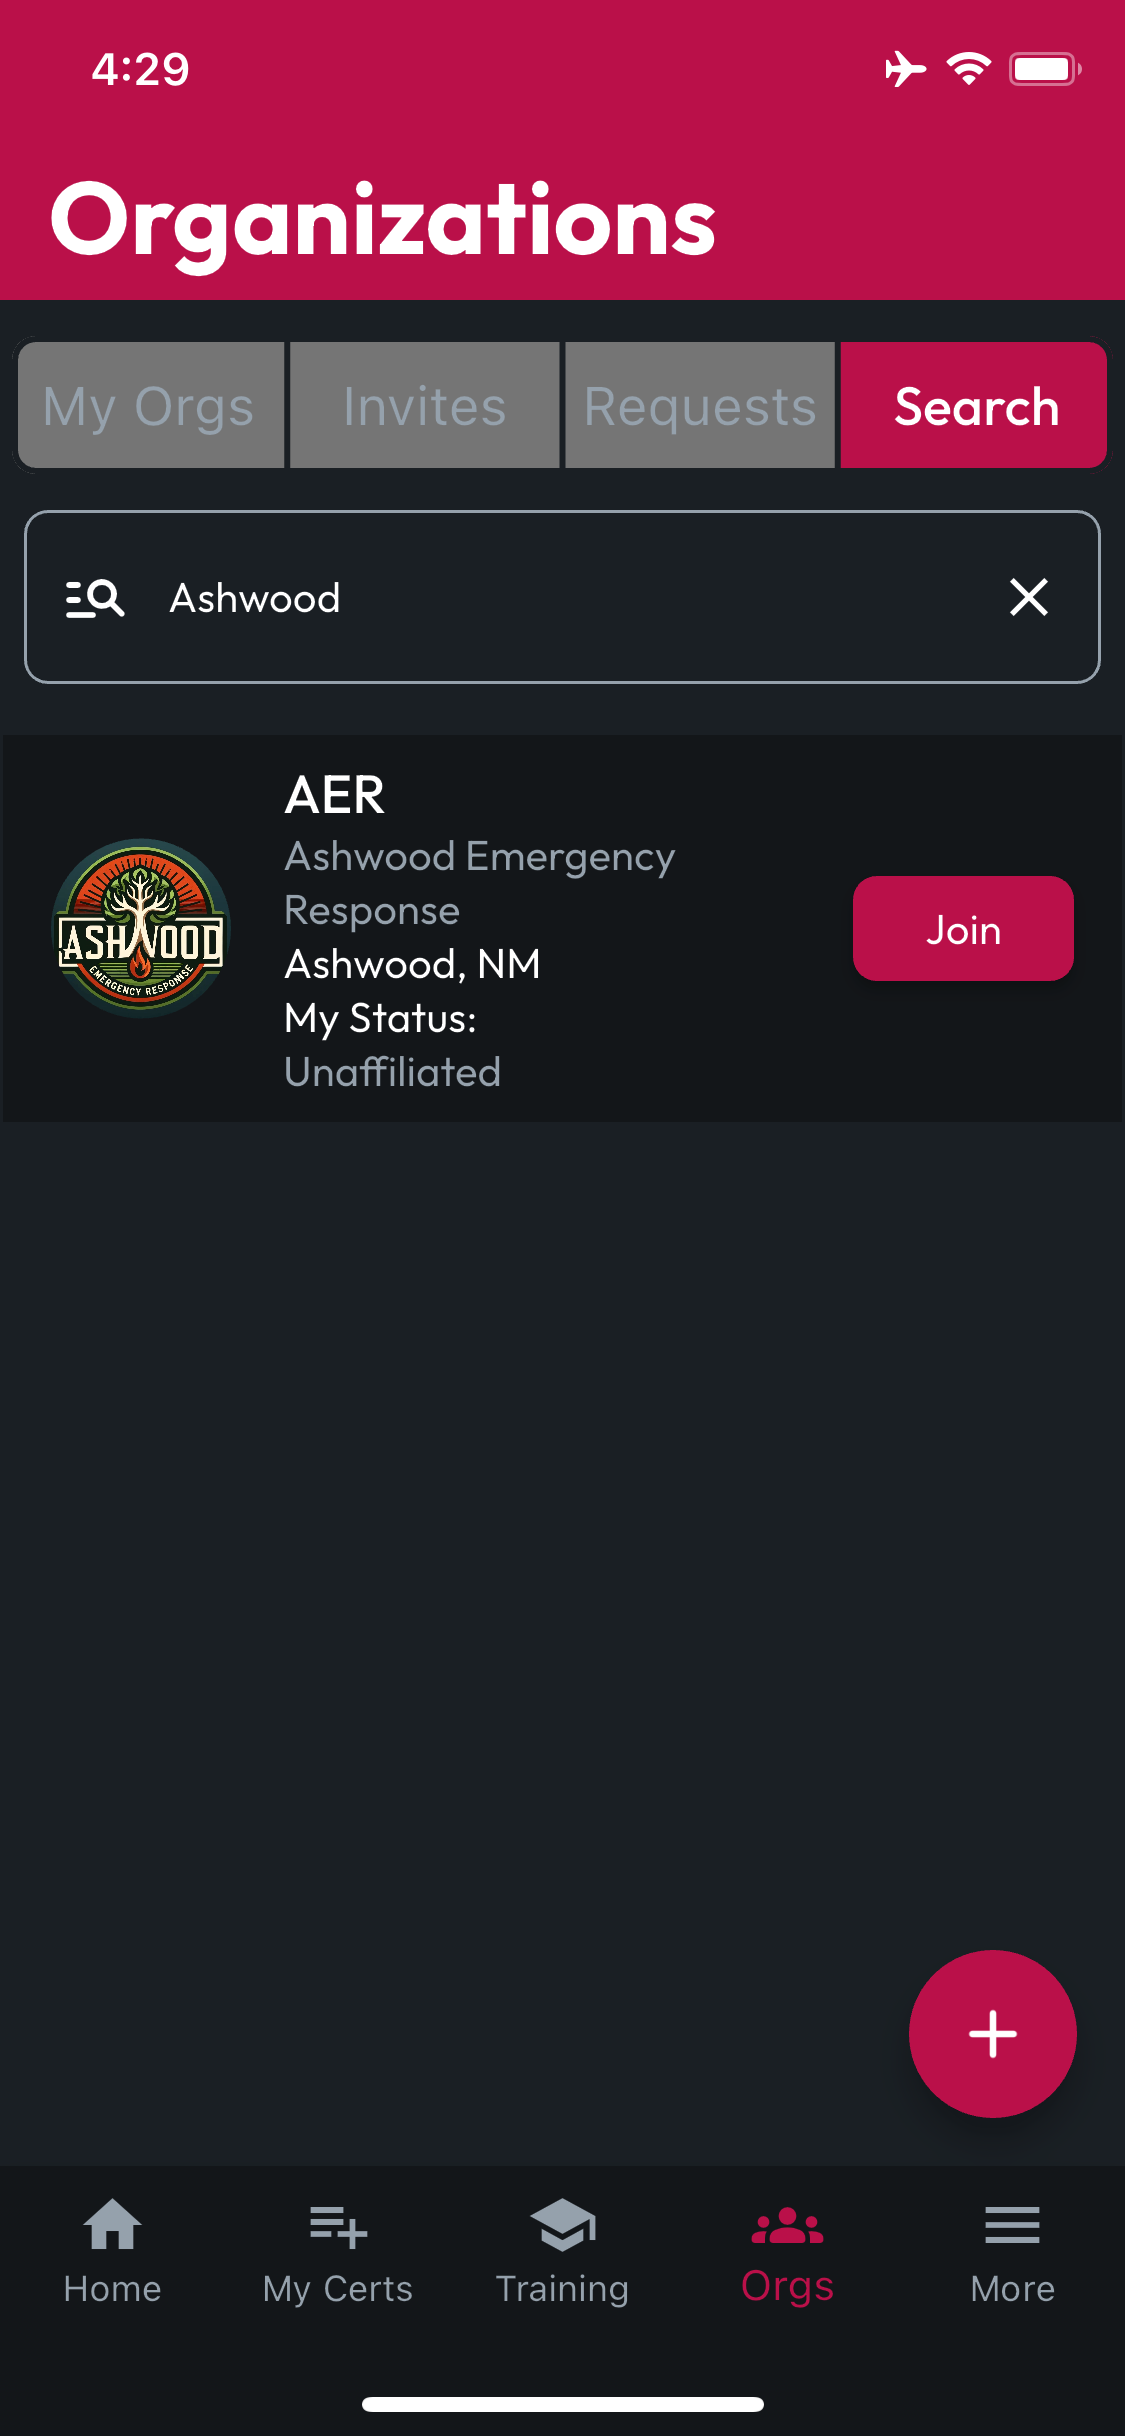 4:29
Organizations
My Orgs
Invites
Requests
Search
Ashwood
AER
Ashwood Emergency
Response
Ashwood, NM
My Status:
Unaffiliated
ASHWOOD
EMERGENCY RESPONSE
Join
Home
My Certs
Training
Orgs
More